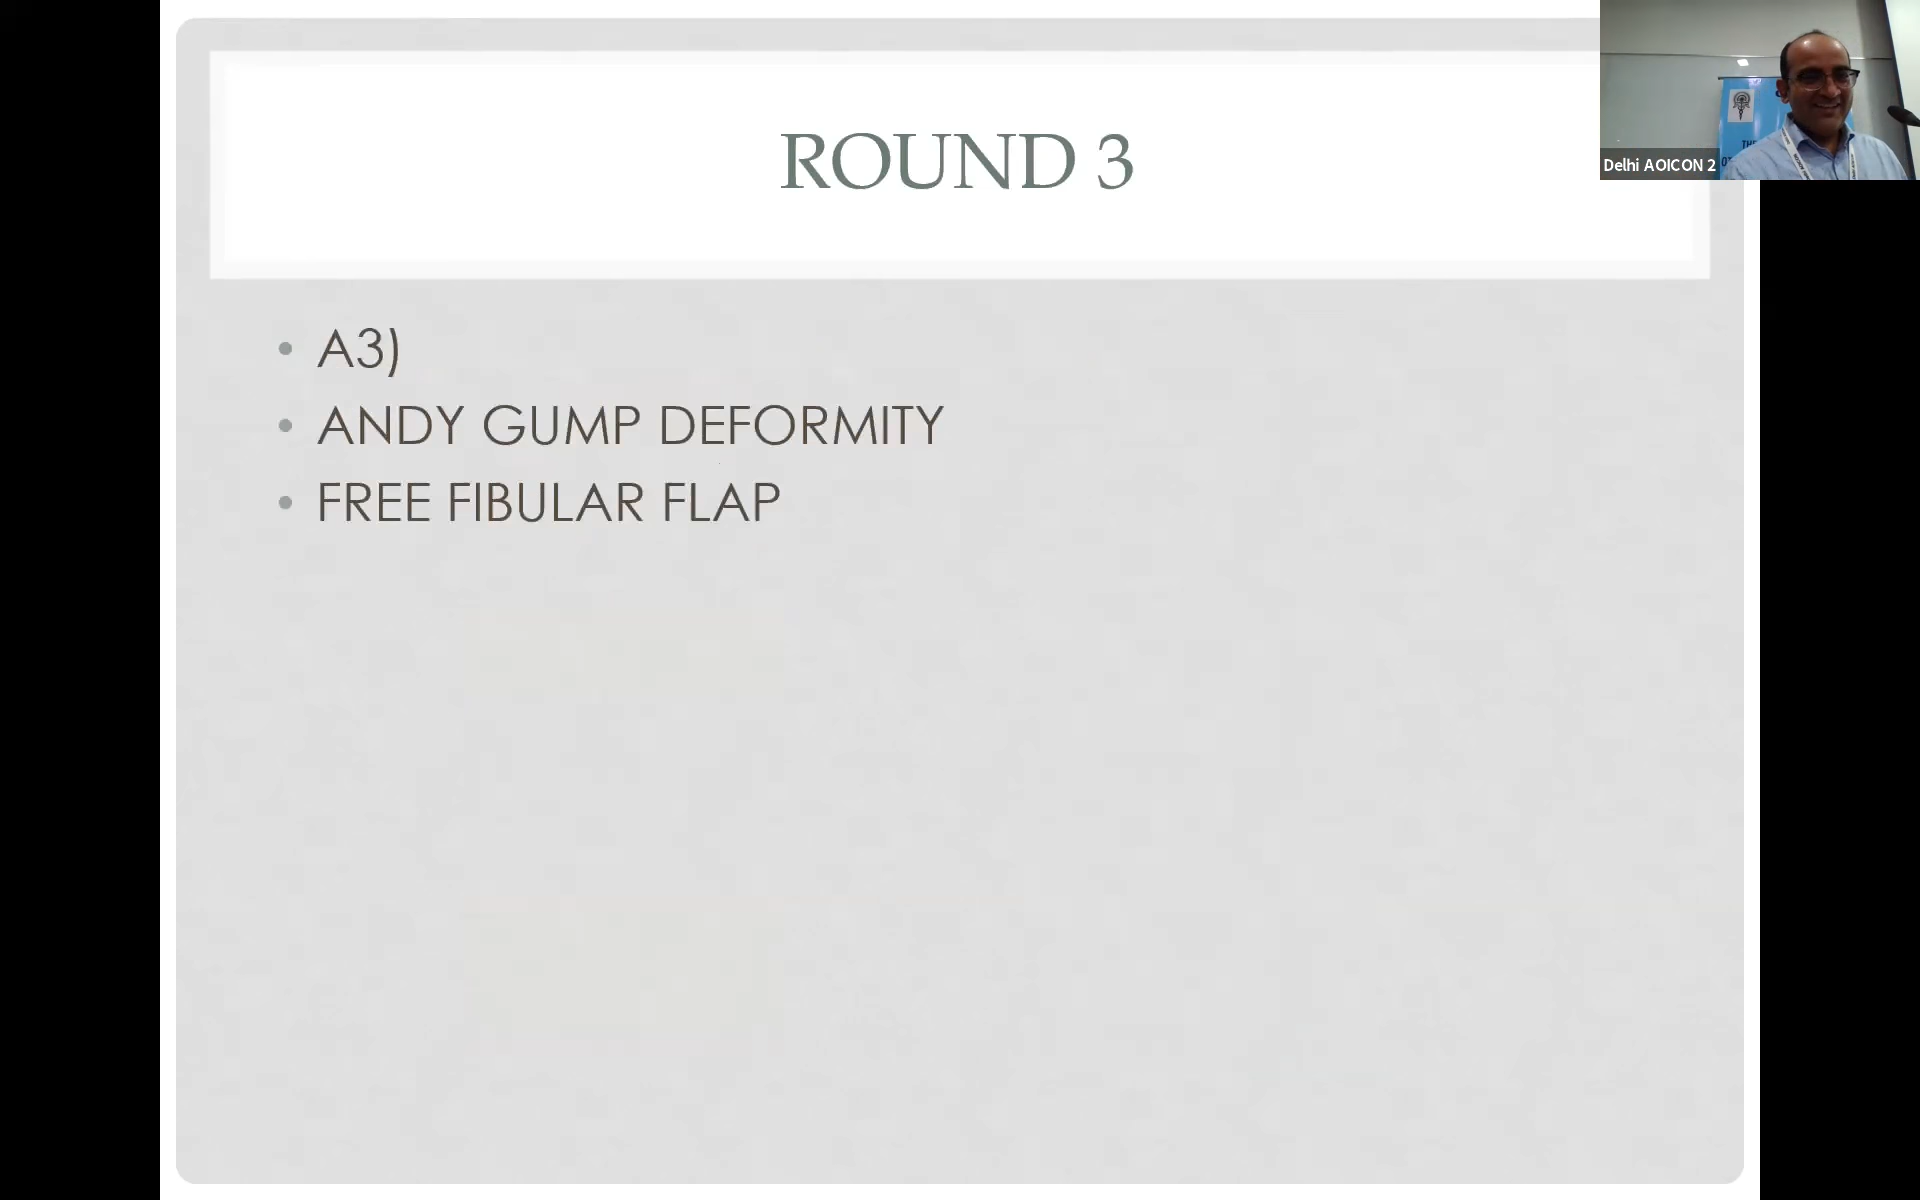 ROUND 3
A3)
ANDY GUMP DEFORMITY
FREE FIBULAR FLAP
Delhi AOICON 2